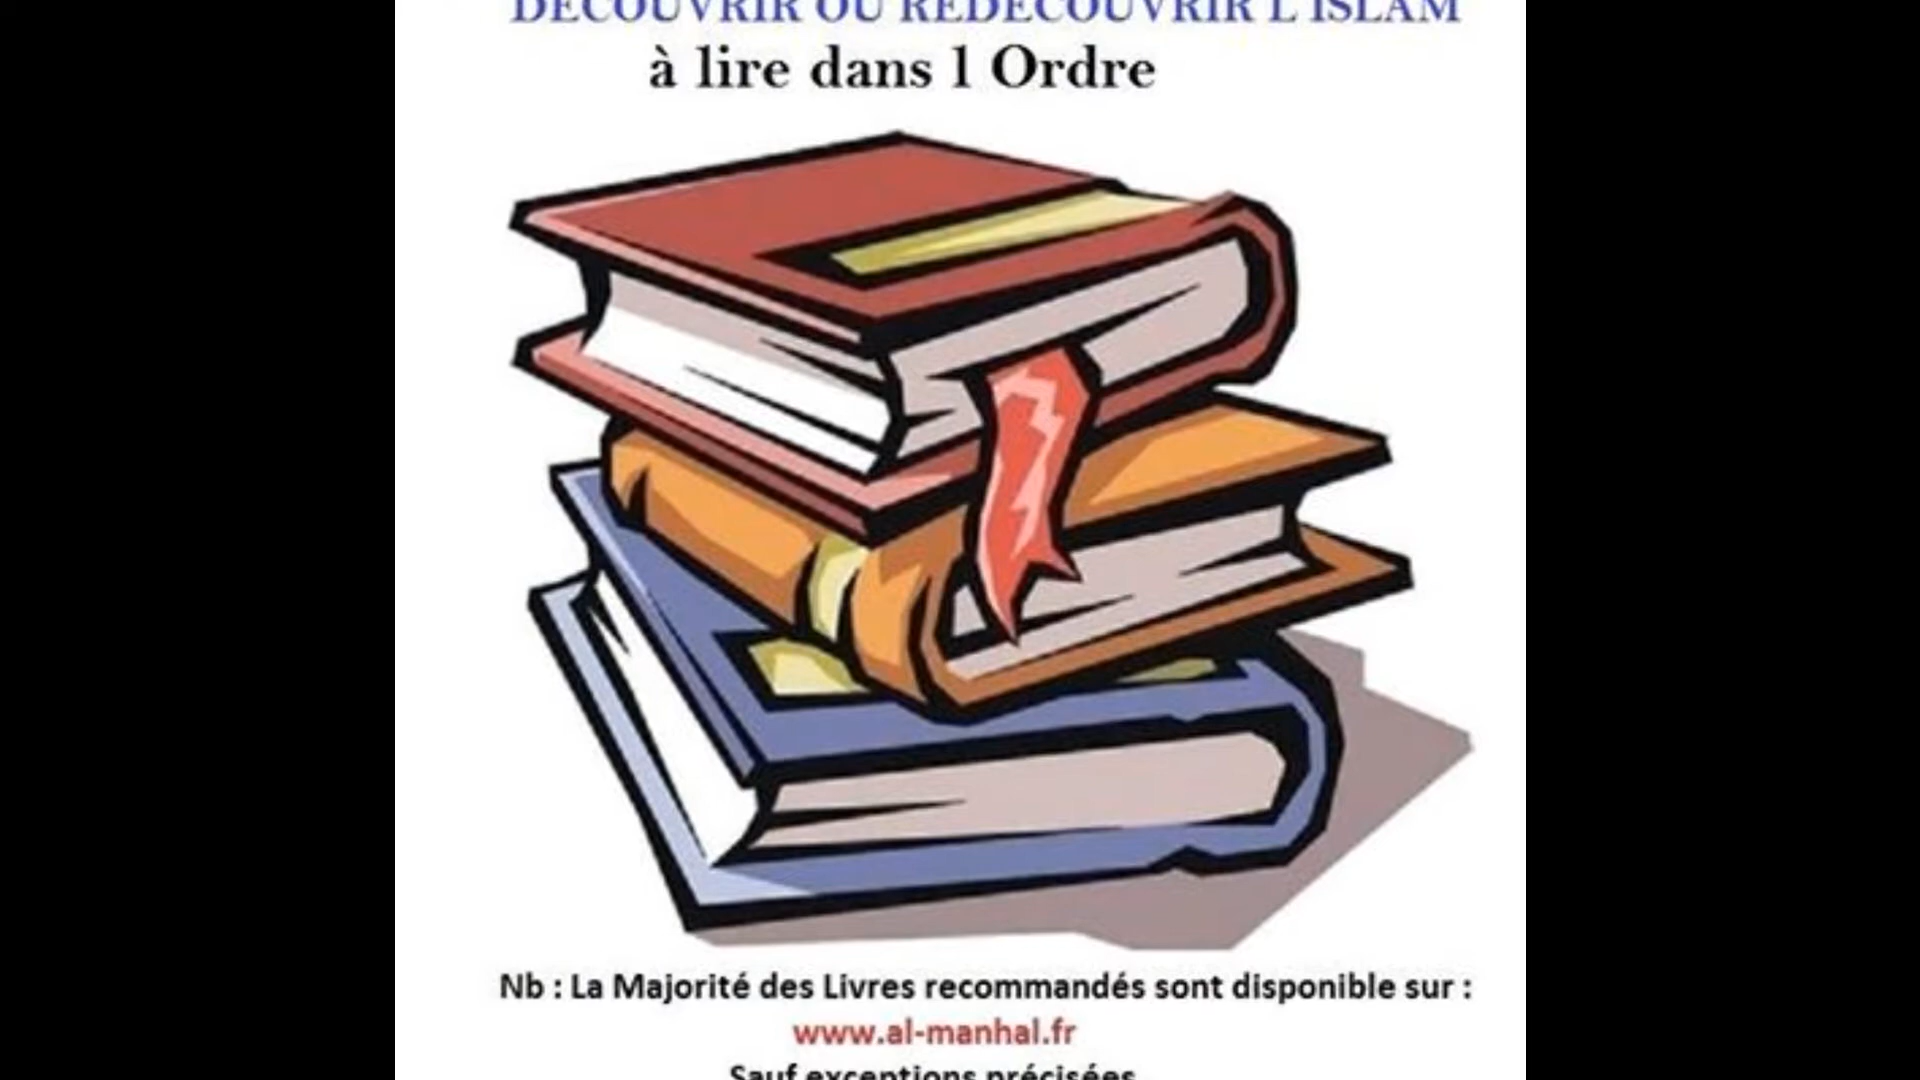 DECOUVRIR OU REDECOUVRIR L'ISLAM
à lire dans l Ordre
Nb : La Majorité des Livres recommandés sont disponible sur :
www.al-manhal.fr
Sauf exceptions précisées